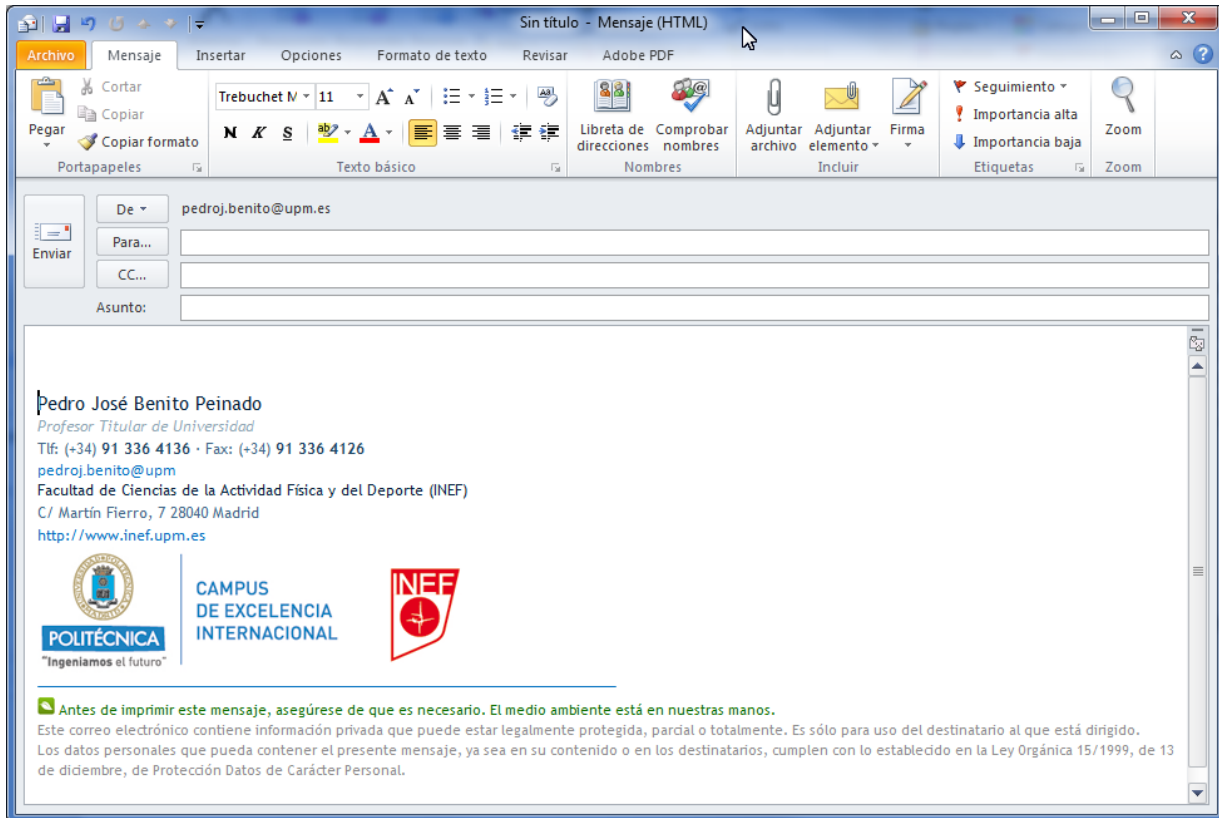 Sin título - Mensaje (HTML)
Archivo Mensaje Insertar Opciones Formato de texto Revisar Adobe PDF
Pegar
Cortar
Copiar
Copiar formato
Portapapeles
Trebuchet M 11
N K S
Texto básico
Libreta de direcciones
Comprobar nombres
Nombres
Adjuntar archivo
Adjuntar elemento
Firma
Incluir
Seguimiento
Importancia alta
Importancia baja
Etiquetas
Zoom
Zoom
Enviar
De pedroj.benito@upm.es
Para...
CC...
Asunto:
Pedro José Benito Peinado
Profesor Titular de Universidad
Tlf: (+34) 91 336 4136 · Fax: (+34) 91 336 4126
pedroj.benito@upm
Facultad de Ciencias de la Actividad Física y del Deporte (INEF)
C/ Martín Fierro, 7 28040 Madrid
http://www.inef.upm.es
POLITÉCNICA
"Ingeniamos el futuro"
CAMPUS
DE EXCELENCIA
INTERNACIONAL
INEF
Antes de imprimir este mensaje, asegúrese de que es necesario. El medio ambiente está en nuestras manos.
Este correo electrónico contiene información privada que puede estar legalmente protegida, parcial o totalmente. Es sólo para uso del destinatario al que está dirigido.
Los datos personales que pueda contener el presente mensaje, ya sea en su contenido o en los destinatarios, cumplen con lo establecido en la Ley Orgánica 15/1999, de 13
de diciembre, de Protección Datos de Carácter Personal.